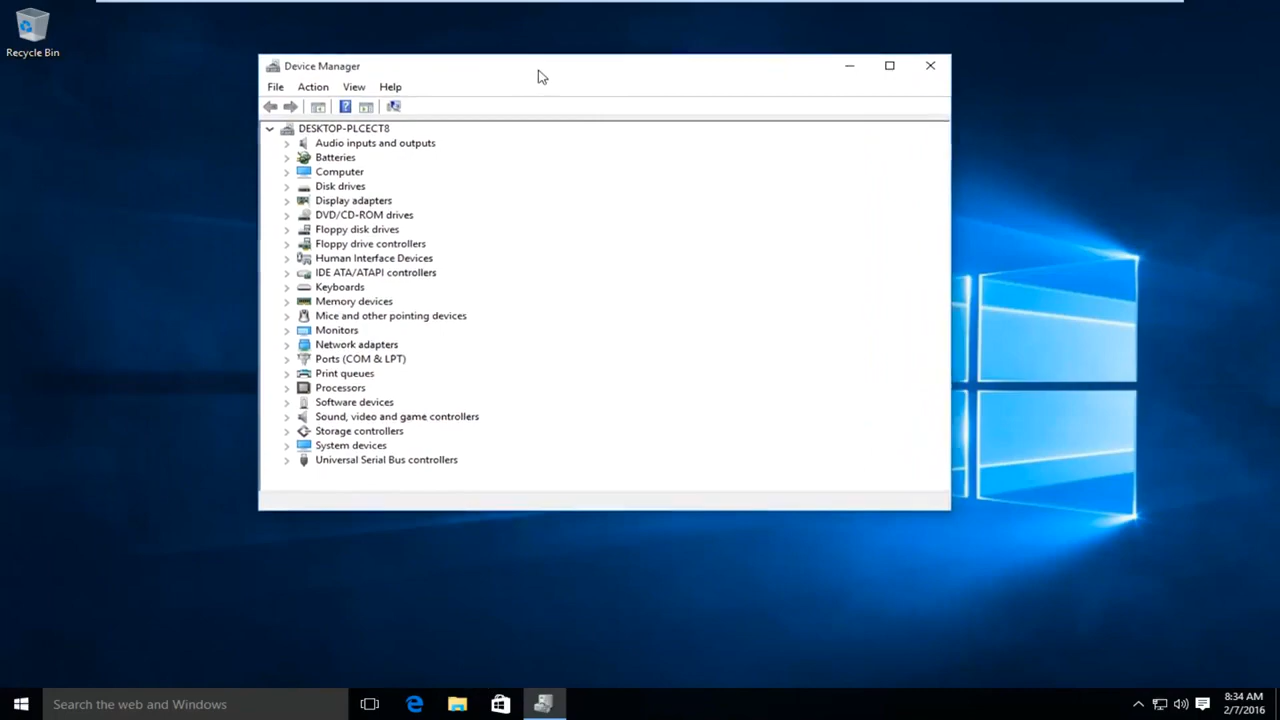 Recycle Bin
Device Manager
File Action View Help
DESKTOP-PLCECT8
Audio inputs and outputs
Batteries
Computer
Disk drives
Display adapters
DVD/CD-ROM drives
Floppy disk drives
Floppy drive controllers
Human Interface Devices
IDE ATA/ATAPI controllers
Keyboards
Memory devices
Mice and other pointing devices
Monitors
Network adapters
Ports (COM & LPT)
Print queues
Processors
Software devices
Sound, video and game controllers
Storage controllers
System devices
Universal Serial Bus controllers
Search the web and Windows
8:34 AM
2/7/2016